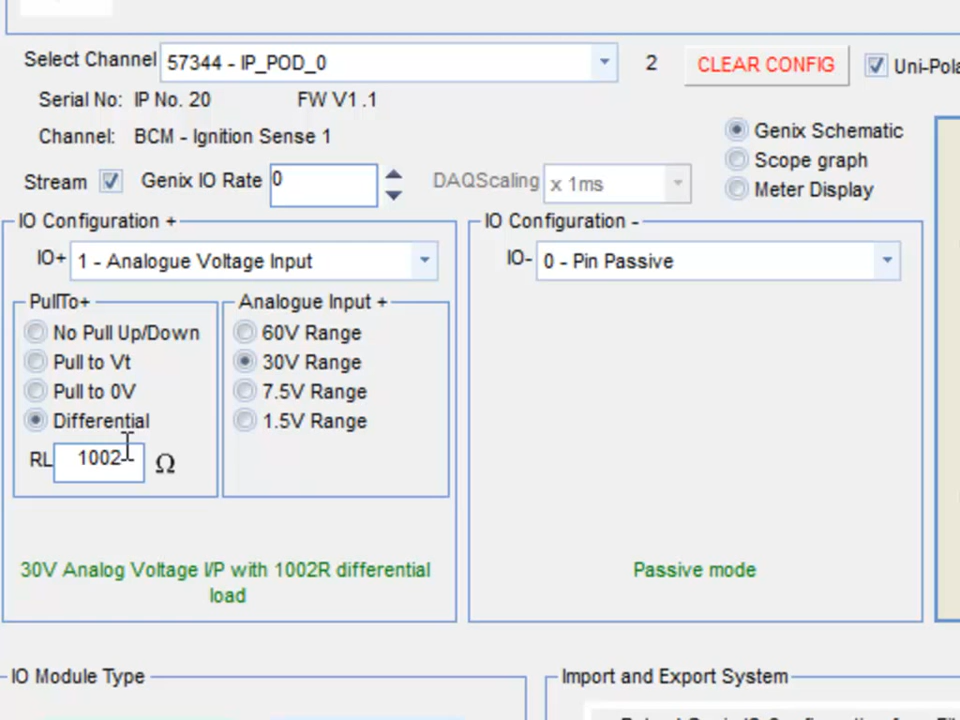 Select Channel 57344 - IP_POD_0 2 CLEAR CONFIG Uni-Pola
Serial No: IP No. 20 FW V1.1
Channel: BCM - Ignition Sense 1
Genix Schematic
Scope graph
Meter Display
Stream Genix IO Rate 0 DAQScaling x 1ms
IO Configuration + IO Configuration -
IO+ 1 - Analogue Voltage Input IO- 0 - Pin Passive
PullTo+ Analogue Input +
No Pull Up/Down 60V Range
Pull to Vt 30V Range
Pull to 0V 7.5V Range
Differential 1.5V Range
RL 1002 Ω
30V Analog Voltage I/P with 1002R differential
load
Passive mode
IO Module Type Import and Export System